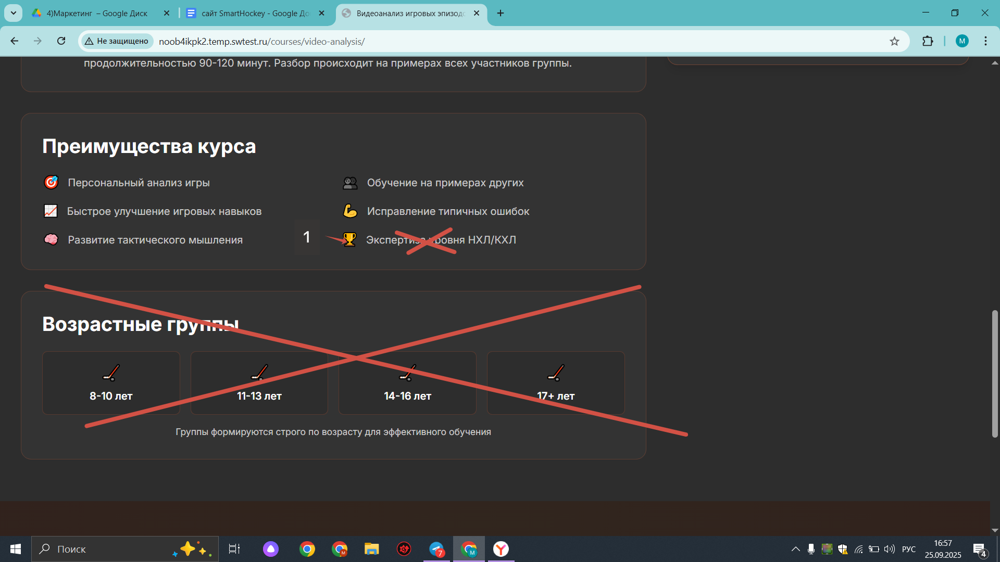 4)Маркетинг – Google Диск
сайт SmartHockey - Google До
Видеоанализ игровых эпизодо
Не защищено
noob4ikpk2.temp.swtest.ru/courses/video-analysis/
M
продолжительностью 90-120 минут. Разбор происходит на примерах всех участников группы.
Преимущества курса
Персональный анализ игры
Обучение на примерах других
Быстрое улучшение игровых навыков
Исправление типичных ошибок
Развитие тактического мышления
1
Экспертиза уровня НХЛ/КХЛ
Возрастные группы
8-10 лет
11-13 лет
14-16 лет
17+ лет
Группы формируются строго по возрасту для эффективного обучения
Поиск
M
7
M
РУС
16:57
25.09.2025
4